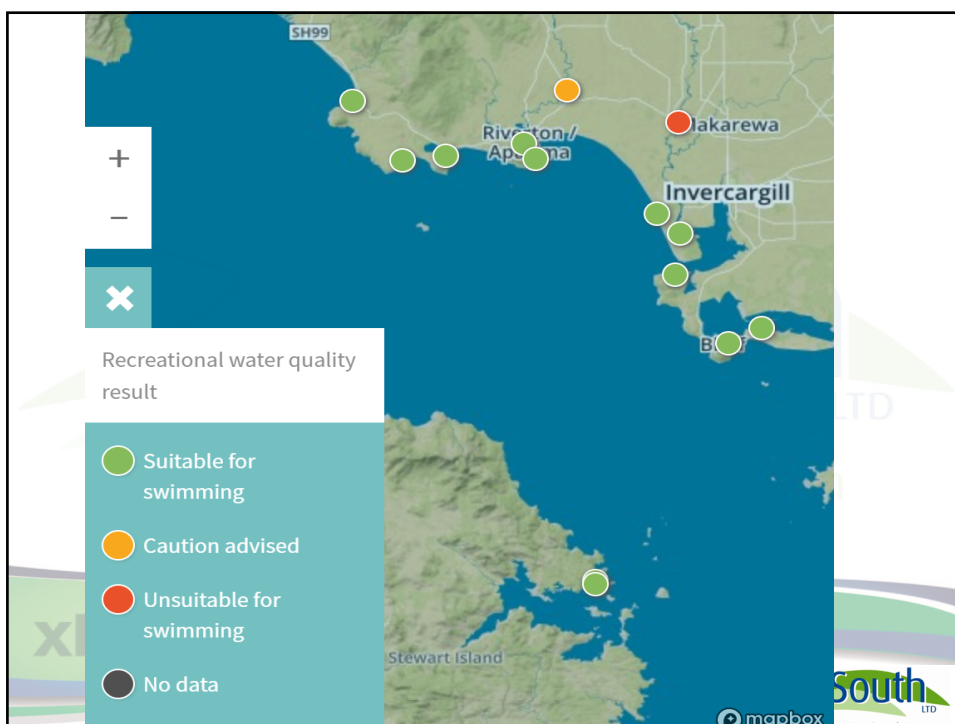 SH99
Makarewa
Riverton /
Aparima
Invercargill
+
−
Recreational water quality
result
Bluff
LTD
Suitable for
swimming
Caution advised
Unsuitable for
swimming
Stewart Island
No data
South
LTD
mapbox